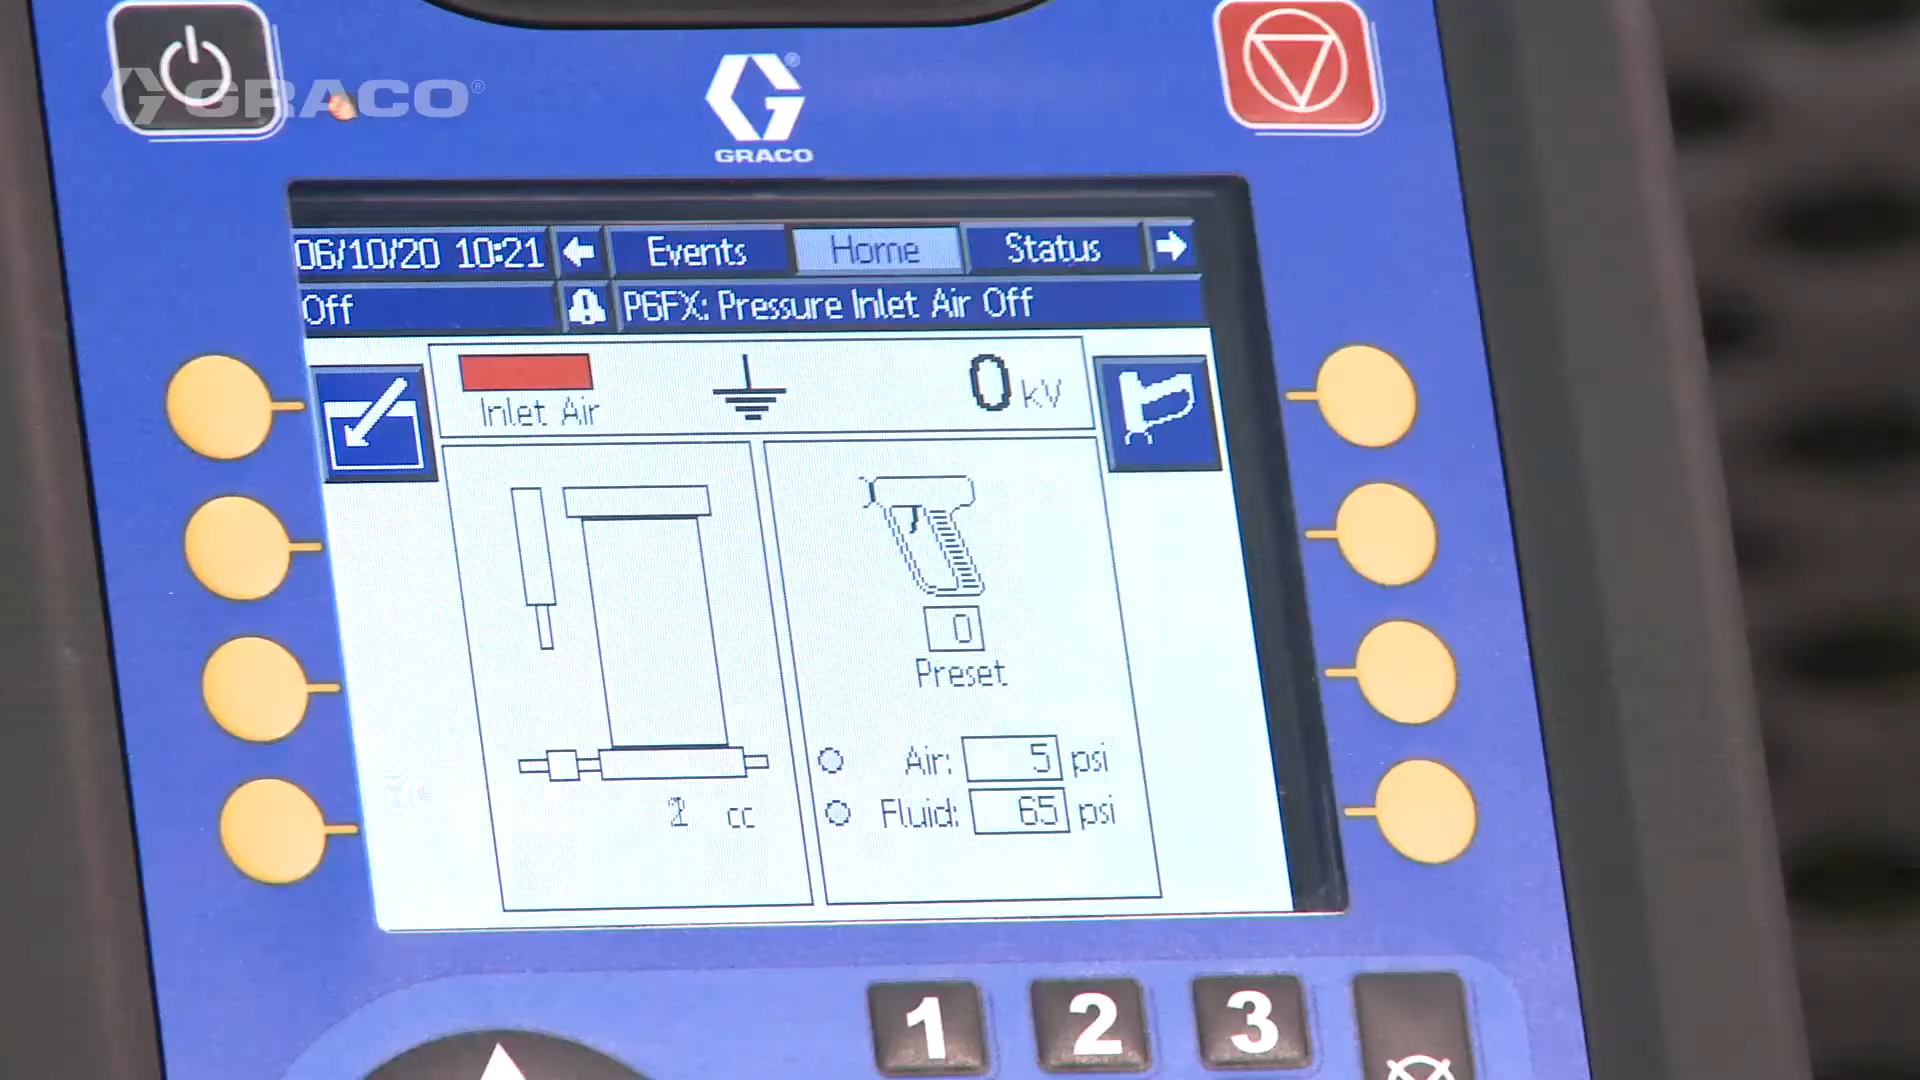 GRACO®
GRACO
06/10/20 10:21
Events
Home
Status
Off
P6FX: Pressure Inlet Air Off
Inlet Air
0 kV
0
Preset
Air: 5 psi
Fluid: 65 psi
cc
1
2
3